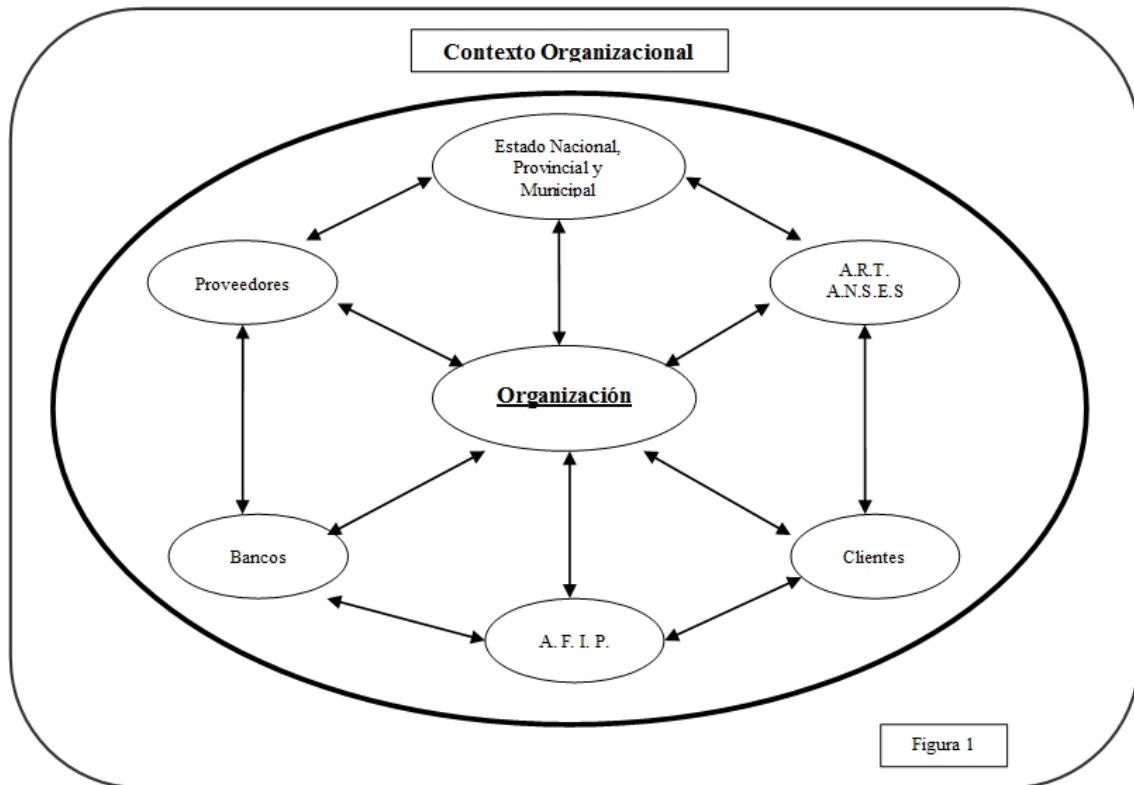 Contexto Organizacional
Estado Nacional,
Provincial y
Municipal
Proveedores
A.R.T.
A.N.S.E.S
Organización
Bancos
Clientes
A. F. I. P.
Figura 1